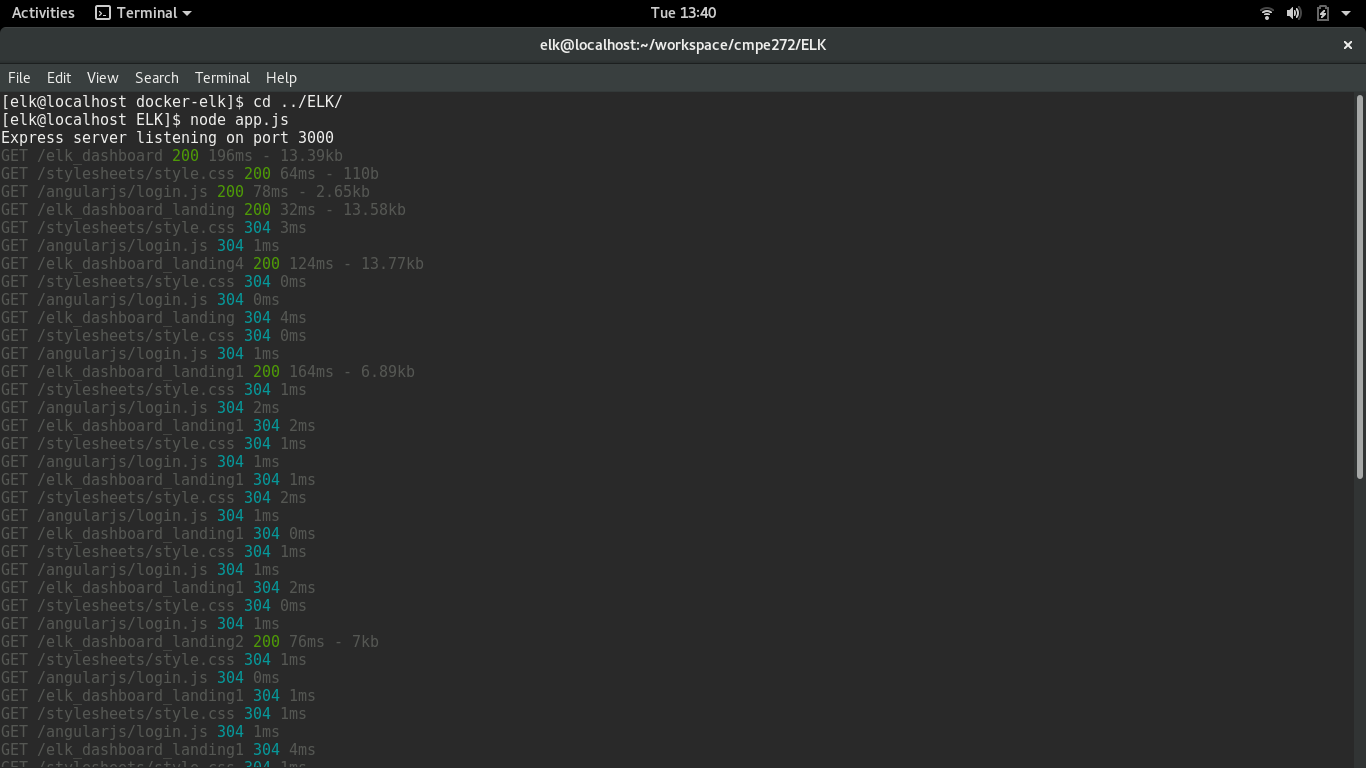 Activities Terminal Tue 13:40
elk@localhost:~/workspace/cmpe272/ELK
File Edit View Search Terminal Help
[elk@localhost docker-elk]$ cd ../ELK/
[elk@localhost ELK]$ node app.js
Express server listening on port 3000
GET /elk_dashboard 200 196ms - 13.39kb
GET /stylesheets/style.css 200 64ms - 110b
GET /angularjs/login.js 200 78ms - 2.65kb
GET /elk_dashboard_landing 200 32ms - 13.58kb
GET /stylesheets/style.css 304 3ms
GET /angularjs/login.js 304 1ms
GET /elk_dashboard_landing4 200 124ms - 13.77kb
GET /stylesheets/style.css 304 0ms
GET /angularjs/login.js 304 0ms
GET /elk_dashboard_landing 304 4ms
GET /stylesheets/style.css 304 0ms
GET /angularjs/login.js 304 1ms
GET /elk_dashboard_landing1 200 164ms - 6.89kb
GET /stylesheets/style.css 304 1ms
GET /angularjs/login.js 304 2ms
GET /elk_dashboard_landing1 304 2ms
GET /stylesheets/style.css 304 1ms
GET /angularjs/login.js 304 1ms
GET /elk_dashboard_landing1 304 1ms
GET /stylesheets/style.css 304 2ms
GET /angularjs/login.js 304 1ms
GET /elk_dashboard_landing1 304 0ms
GET /stylesheets/style.css 304 1ms
GET /angularjs/login.js 304 1ms
GET /elk_dashboard_landing1 304 2ms
GET /stylesheets/style.css 304 0ms
GET /angularjs/login.js 304 1ms
GET /elk_dashboard_landing2 200 76ms - 7kb
GET /stylesheets/style.css 304 1ms
GET /angularjs/login.js 304 0ms
GET /elk_dashboard_landing1 304 1ms
GET /stylesheets/style.css 304 1ms
GET /angularjs/login.js 304 1ms
GET /elk_dashboard_landing1 304 4ms
GET /stylesheets/style.css 304 1ms